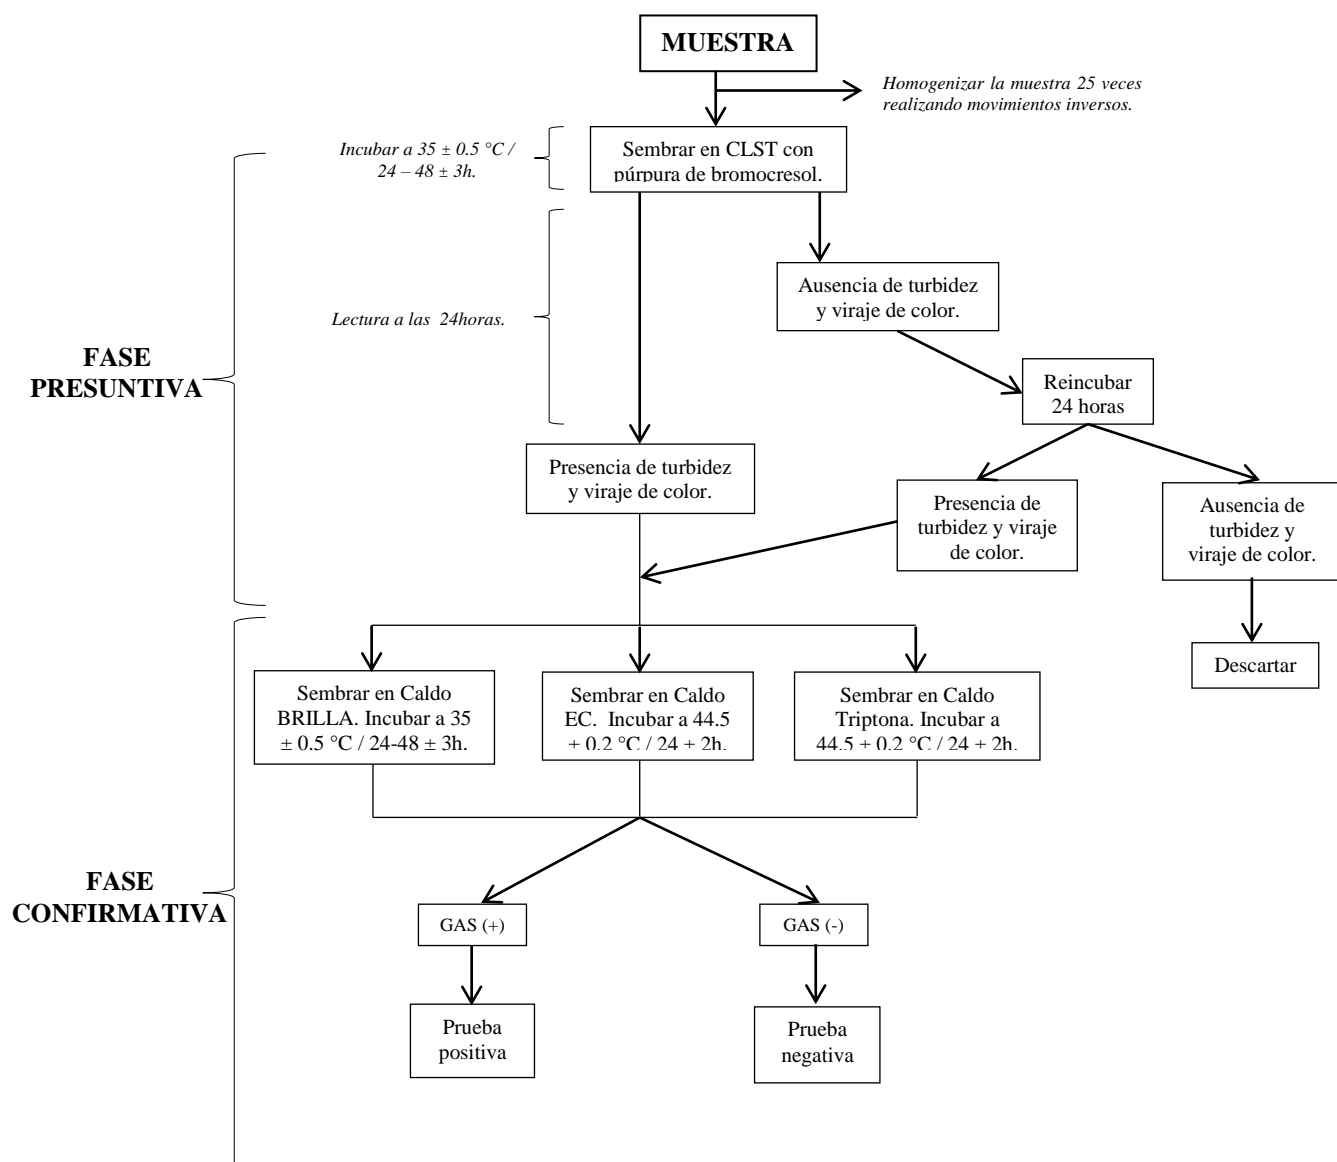 MUESTRA
Homogenizar la muestra 25 veces
realizando movimientos inversos.
Incubar a 35 ± 0.5 °C /
24 – 48 ± 3h.
Sembrar en CLST con
púrpura de bromocresol.
Ausencia de turbidez
y viraje de color.
Lectura a las 24horas.
FASE
PRESUNTIVA
Reincubar
24 horas
Presencia de turbidez
y viraje de color.
Presencia de
turbidez y viraje
de color.
Ausencia de
turbidez y
viraje de color.
Descartar
Sembrar en Caldo
BRILLA. Incubar a 35
± 0.5 °C / 24-48 ± 3h.
Sembrar en Caldo
EC. Incubar a 44.5
+ 0.2 °C / 24 + 2h.
Sembrar en Caldo
Triptona. Incubar a
44.5 + 0.2 °C / 24 + 2h.
FASE
CONFIRMATIVA
GAS (+)
GAS (-)
Prueba
positiva
Prueba
negativa